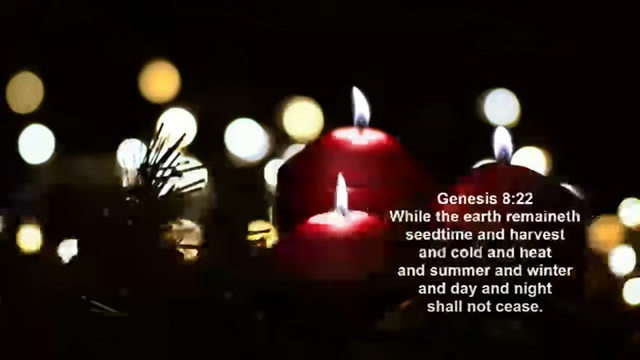 Genesis 8:22
While the earth remaineth
seedtime and harvest
and cold and heat
and summer and winter
and day and night
shall not cease.